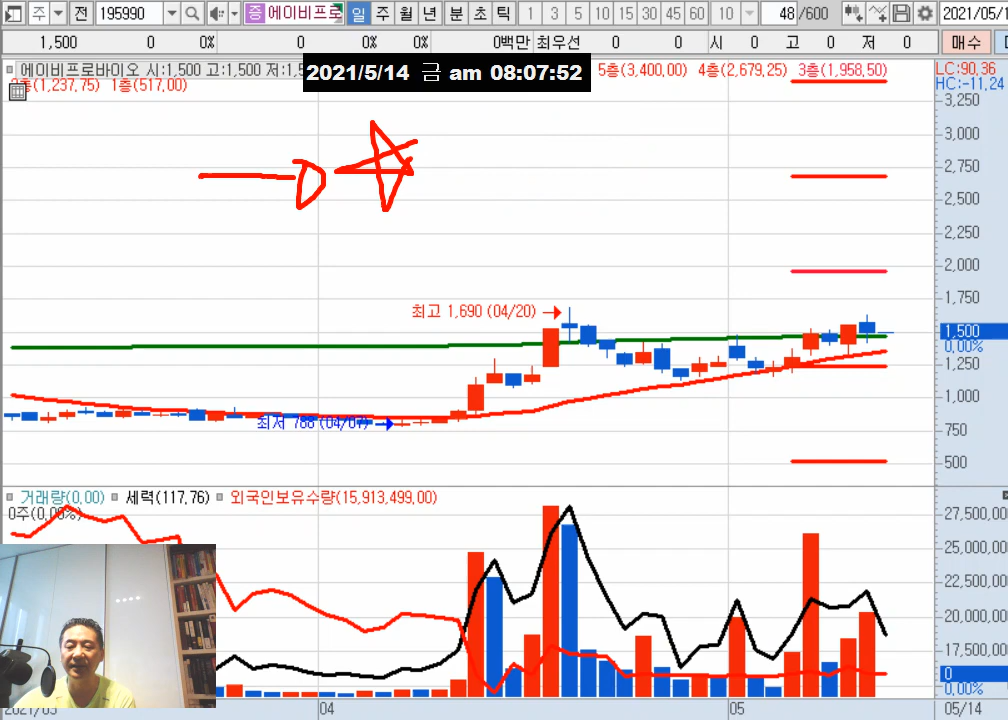 주 전 195990 증 에이비프로 일 주 월 년 분 초 틱 1 3 5 10 15 30 45 60 10 48 /600 2021/05/1
1,500 0 0% 0 0% 0% 0백만 최우선 0 0 시 0 고 0 저 0 매수
에이비프로바이오 시:1,500 고:1,500 저:1,5 5층(3,400.00) 4층(2,679.25) 3층(1,958.50) LC:90.36
(1,237.75) 1층(517.00) HC:-11.24
2021/5/14 금 am 08:07:52
3,250
3,000
2,750
2,500
2,250
2,000
1,750
최고 1,690 (04/20)
1,500
0.00%
1,250
1,000
최저 788 (04/07)
750
500
거래량(0.00) 세력(117.76) 외국인보유수량(15,913,499.00)
0주(0.00%)
27,500,00
25,000,00
22,500,00
20,000,00
17,500,00
0
0.00%
2021/03 04 05 05/14